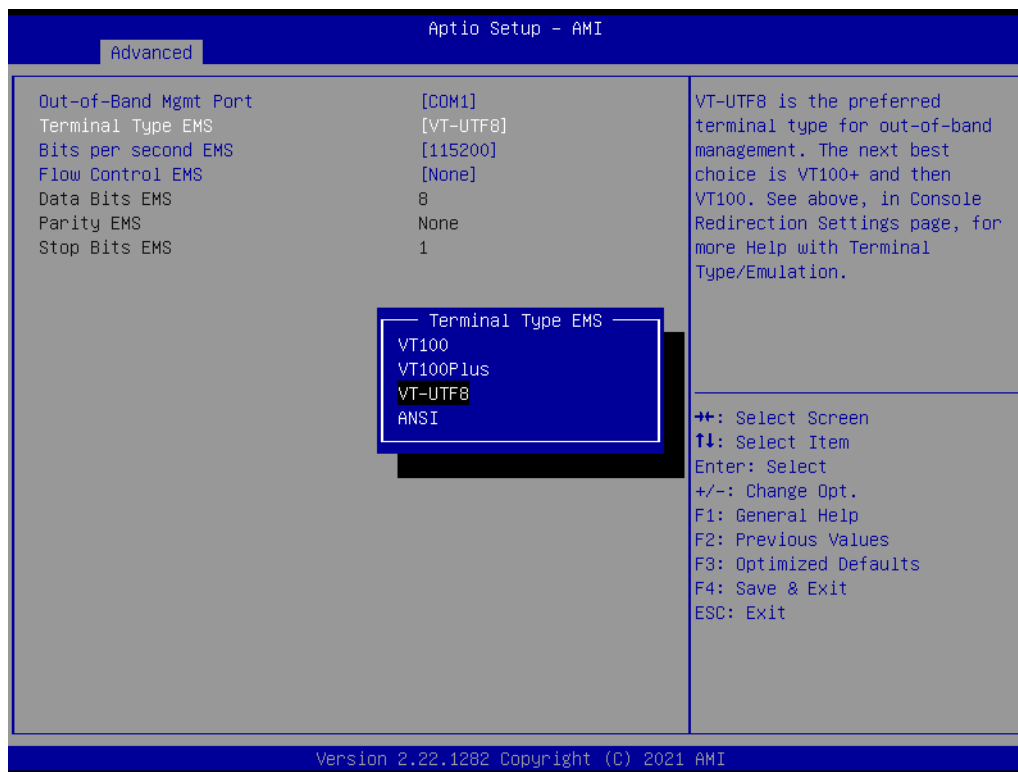 Aptio Setup – AMI
Advanced
Out-of-Band Mgmt Port [COM1]
Terminal Type EMS [VT-UTF8]
Bits per second EMS [115200]
Flow Control EMS [None]
Data Bits EMS 8
Parity EMS None
Stop Bits EMS 1
VT-UTF8 is the preferred
terminal type for out-of-band
management. The next best
choice is VT100+ and then
VT100. See above, in Console
Redirection Settings page, for
more Help with Terminal
Type/Emulation.
Terminal Type EMS
VT100
VT100Plus
VT-UTF8
ANSI
→←: Select Screen
↑↓: Select Item
Enter: Select
+/-: Change Opt.
F1: General Help
F2: Previous Values
F3: Optimized Defaults
F4: Save & Exit
ESC: Exit
Version 2.22.1282 Copyright (C) 2021 AMI